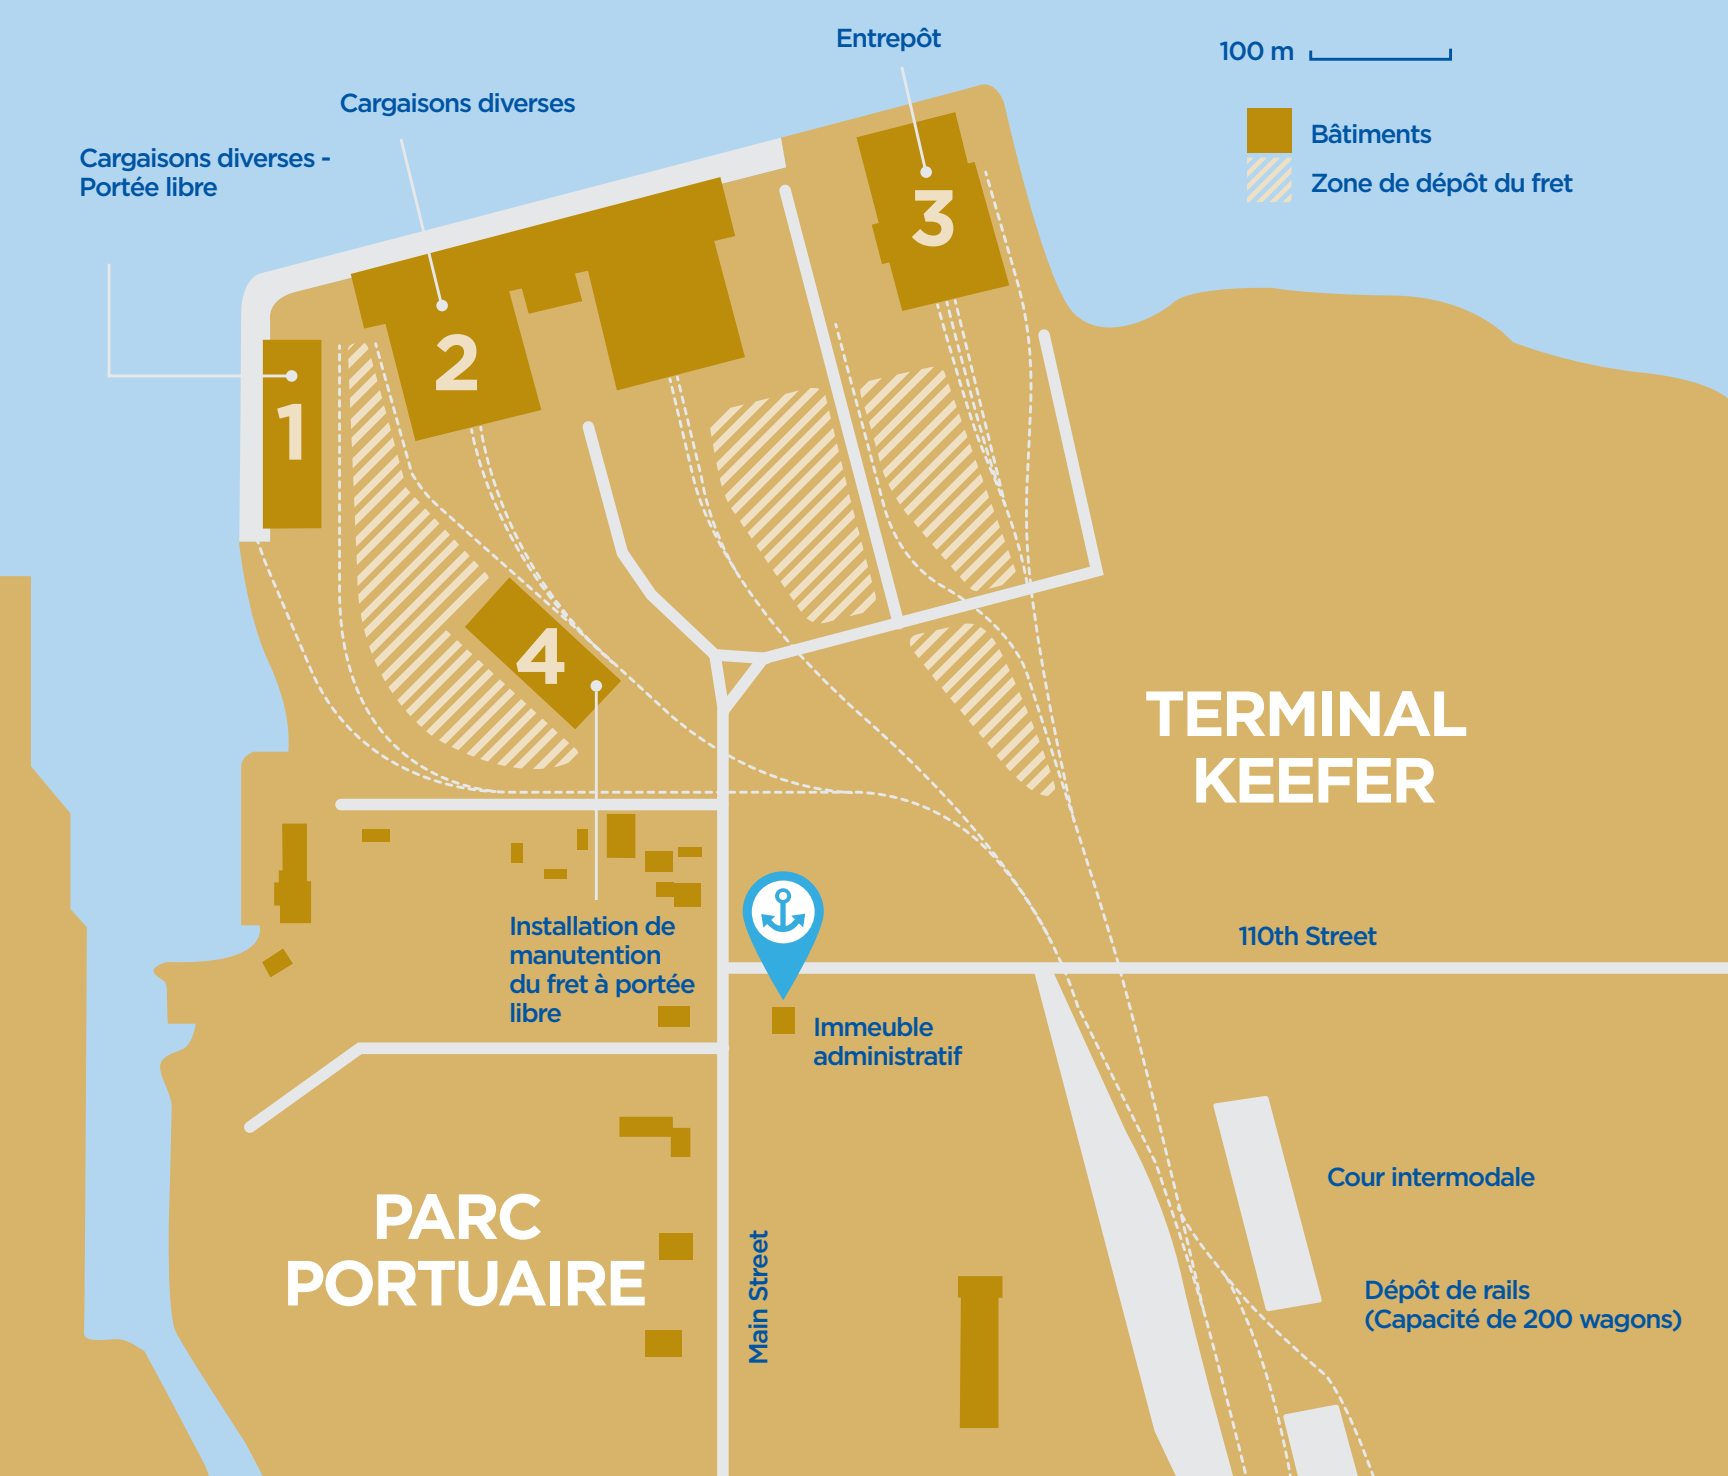 Entrepôt
100 m
Cargaisons diverses
Bâtiments
Cargaisons diverses -
Portée libre
Zone de dépôt du fret
3
2
1
4
TERMINAL
KEEFER
Installation de
manutention
du fret à portée
libre
110th Street
Immeuble
administratif
PARC
PORTUAIRE
Main Street
Cour intermodale
Dépôt de rails
(Capacité de 200 wagons)